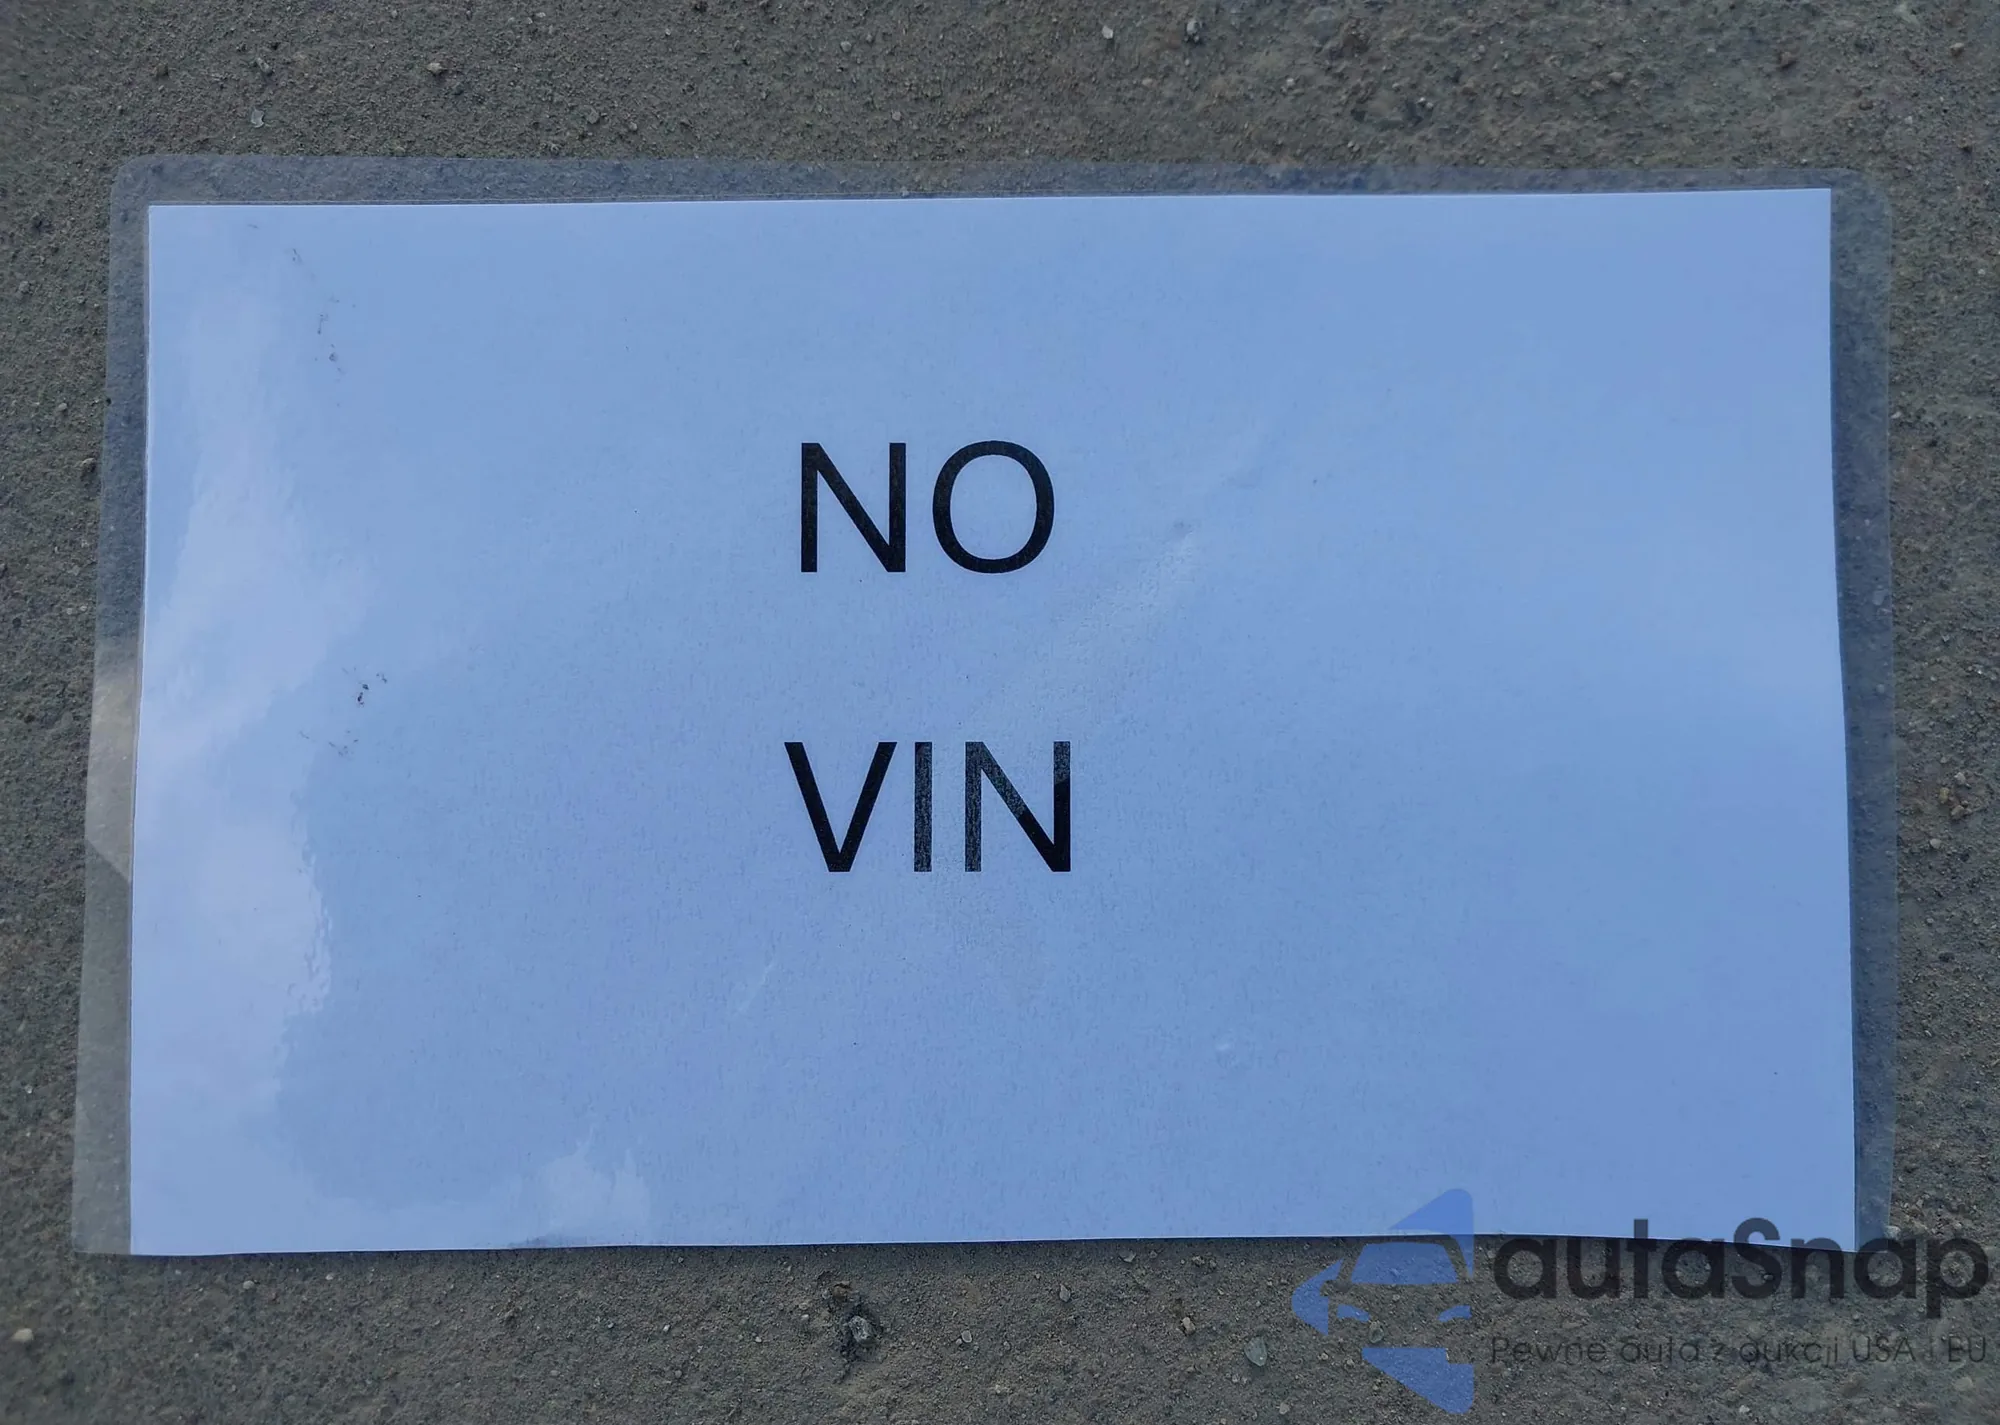 NO
VIN
autaSnap
Pewne auta z aukcji USA i EU